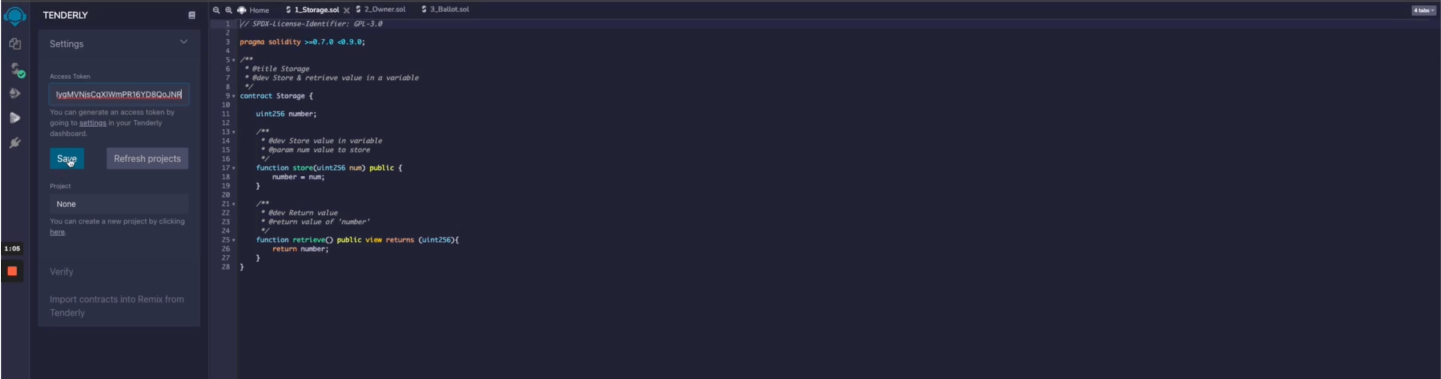 TENDERLY
Settings
Access Token
lygMVNjsCqXIWmPR16YD8QoJNR
You can generate an access token by
going to settings in your Tenderly
dashboard.
Save
Refresh projects
Project
None
You can create a new project by clicking
here.
1:05
Verify
Import contracts into Remix from
Tenderly
Home 1_Storage.sol 2_Owner.sol 3_Ballot.sol
4 tabs
1 // SPDX-License-Identifier: GPL-3.0
2
3 pragma solidity >=0.7.0 <0.9.0;
4
5 /**
6 * @title Storage
7 * @dev Store & retrieve value in a variable
8 */
9 contract Storage {
10
11 uint256 number;
12
13 /**
14 * @dev Store value in variable
15 * @param num value to store
16 */
17 function store(uint256 num) public {
18 number = num;
19 }
20
21 /**
22 * @dev Return value
23 * @return value of 'number'
24 */
25 function retrieve() public view returns (uint256){
26 return number;
27 }
28 }